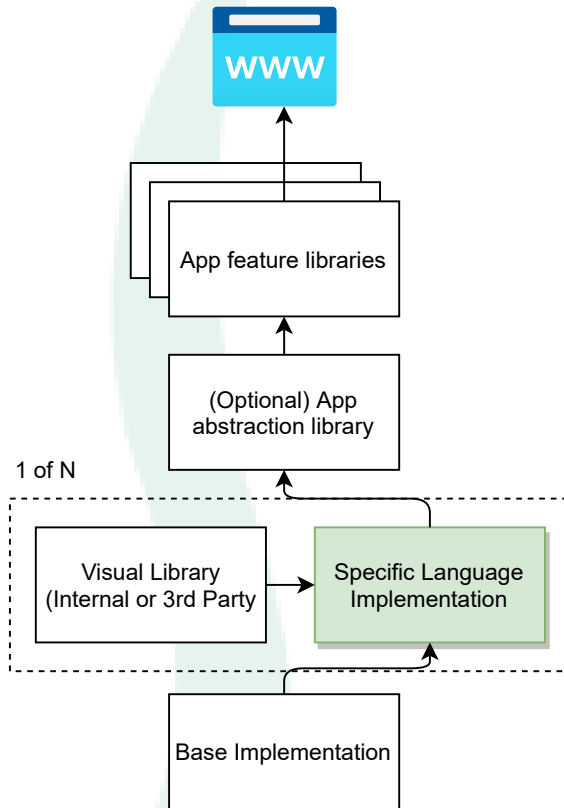 www
App feature libraries
(Optional) App
abstraction library
1 of N
Visual Library
(Internal or 3rd Party
Specific Language
Implementation
Base Implementation